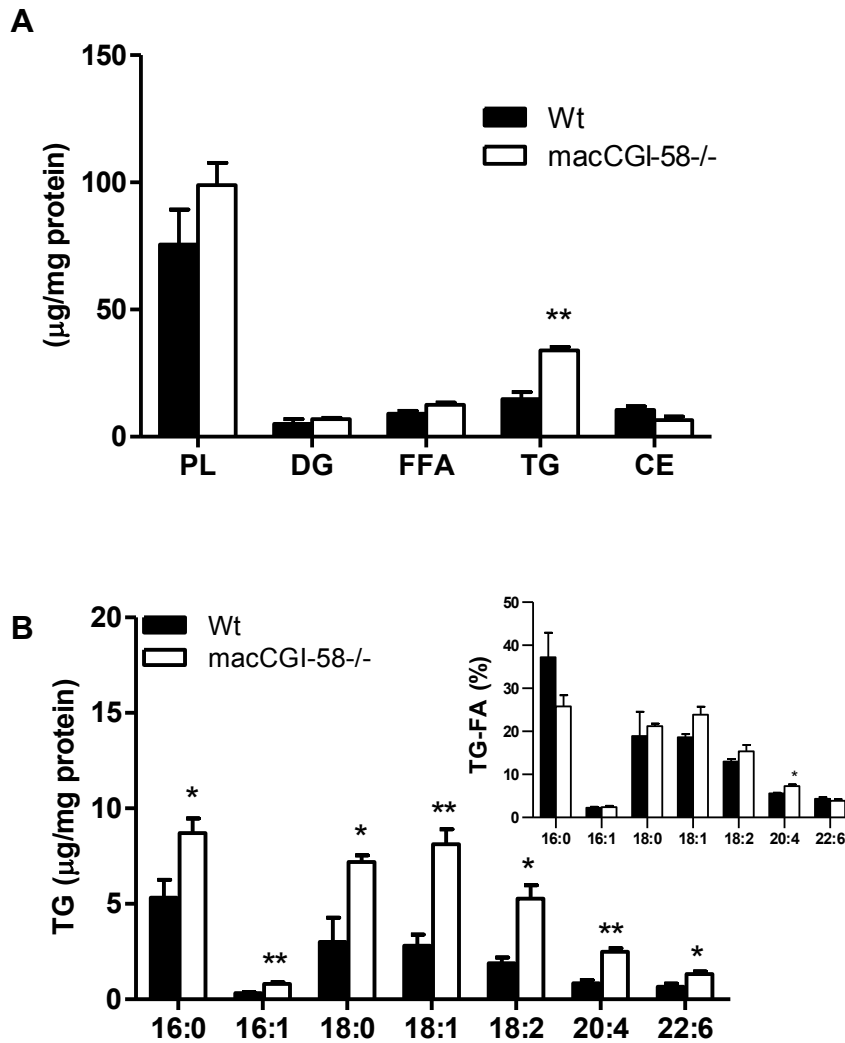 A
150
Wt
macCGI-58-/-
100
(µg/mg protein)
50
**
0
PL DG FFA TG CE
B
20
Wt
macCGI-58-/-
15
TG (µg/mg protein)
10
5
0
* ** * ** * ** *
16:0 16:1 18:0 18:1 18:2 20:4 22:6
50
40
TG-FA (%)
30
20
10
*
0
16:0 16:1 18:0 18:1 18:2 20:4 22:6